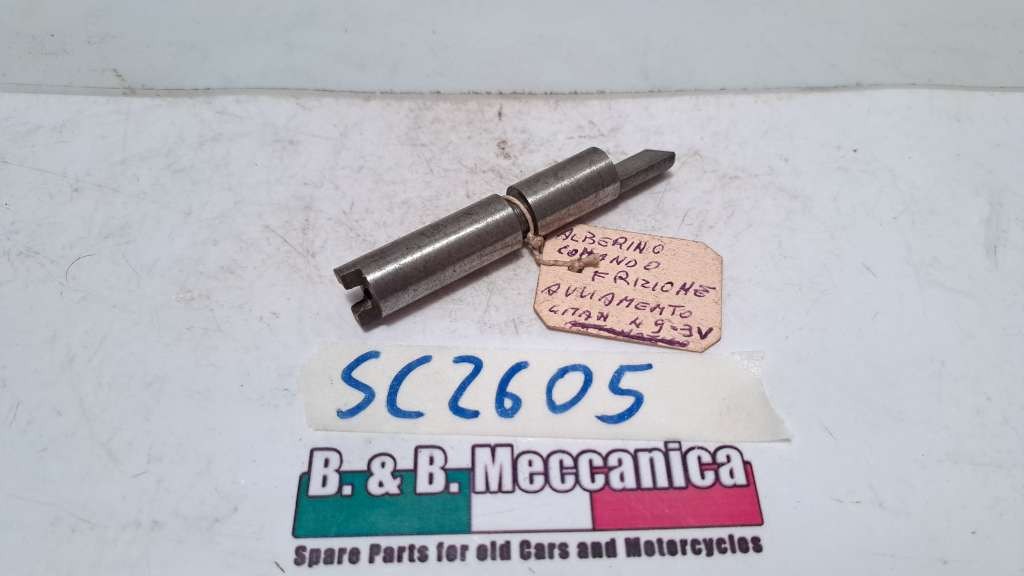 ALBERINO
COMANDO
FRIZIONE
AVVIAMENTO
SC2605
B. & B. Meccanica
Spare Parts for old Cars and Motorcycles